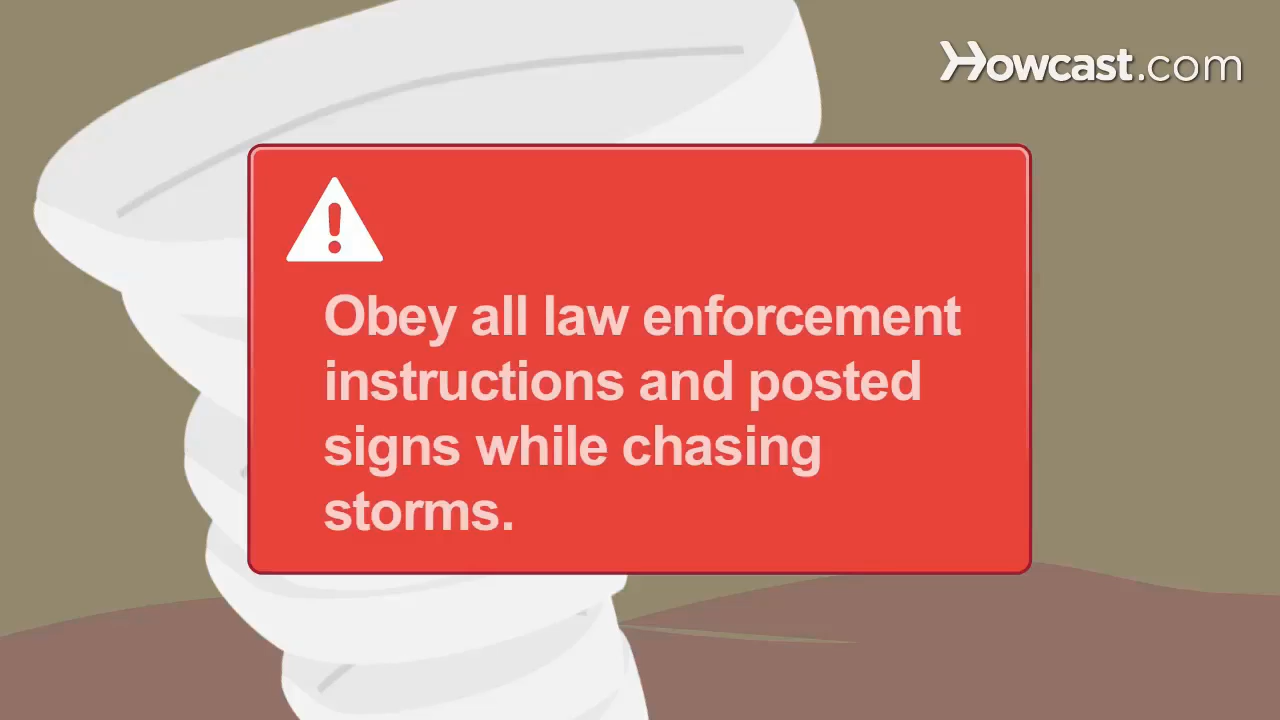 Howcast.com
Obey all law enforcement
instructions and posted
signs while chasing
storms.